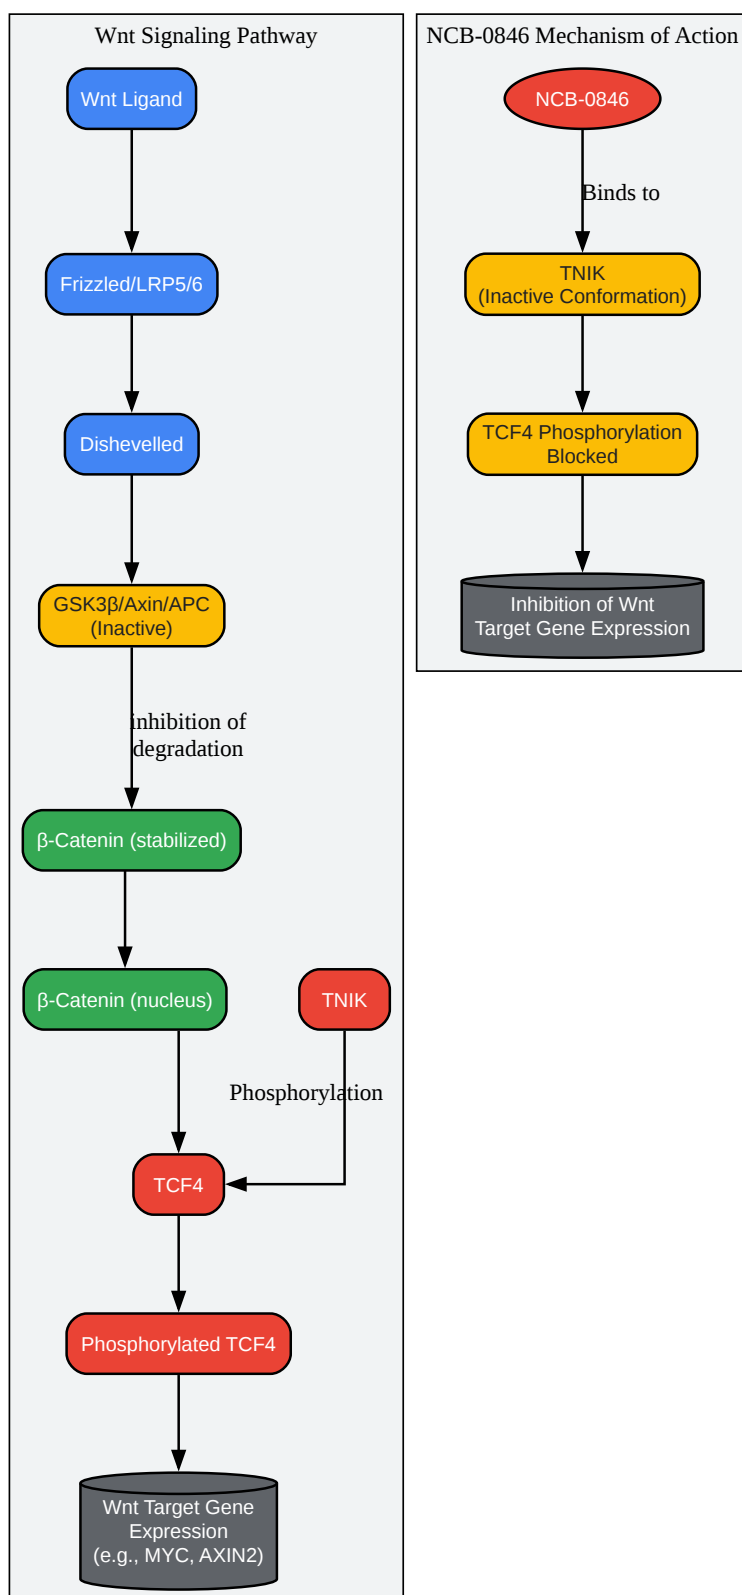 Wnt Signaling Pathway
Wnt Ligand
Frizzled/LRP5/6
Dishevelled
GSK3β/Axin/APC
(Inactive)
inhibition of
degradation
β-Catenin (stabilized)
β-Catenin (nucleus)
TNIK
Phosphorylation
TCF4
Phosphorylated TCF4
Wnt Target Gene
Expression
(e.g., MYC, AXIN2)
NCB-0846 Mechanism of Action
NCB-0846
Binds to
TNIK
(Inactive Conformation)
TCF4 Phosphorylation
Blocked
Inhibition of Wnt
Target Gene Expression